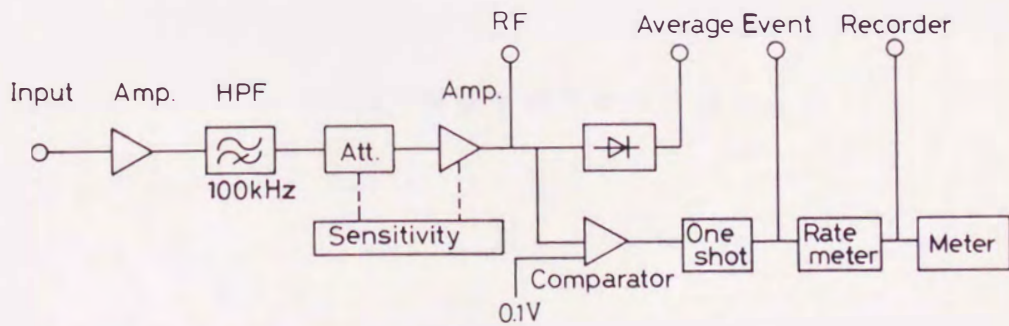 RF
Average
Event
Recorder
Input
Amp.
HPF
Amp.
Att.
100kHz
Sensitivity
One
shot
Rate
meter
Meter
Comparator
0.1V